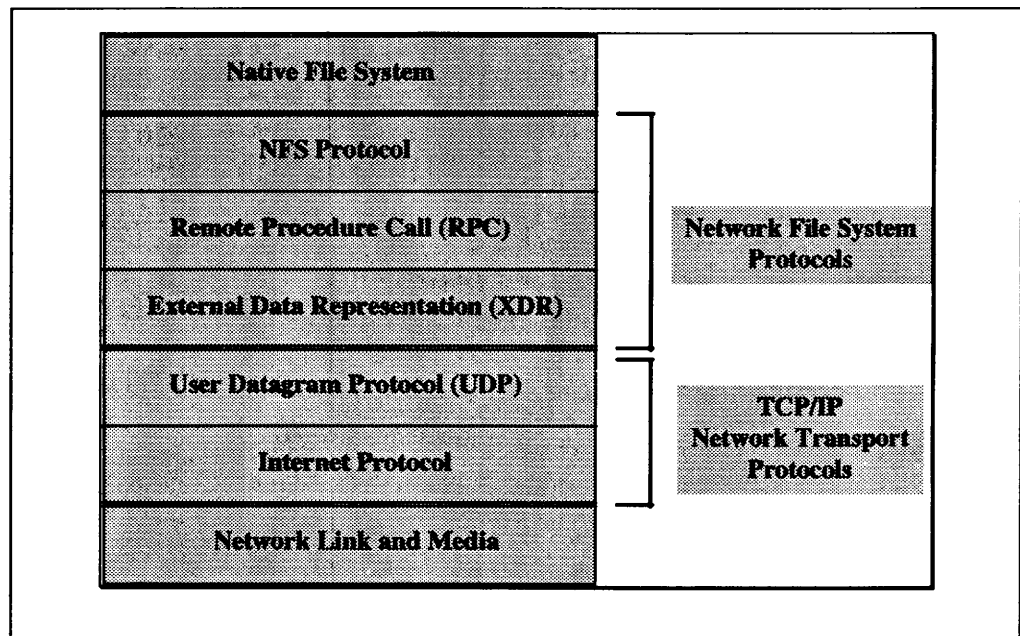 Native File System
NFS Protocol
Remote Procedure Call (RPC)
External Data Representation (XDR)
User Datagram Protocol (UDP)
Internet Protocol
Network Link and Media
Network File System
Protocols
TCP/IP
Network Transport
Protocols